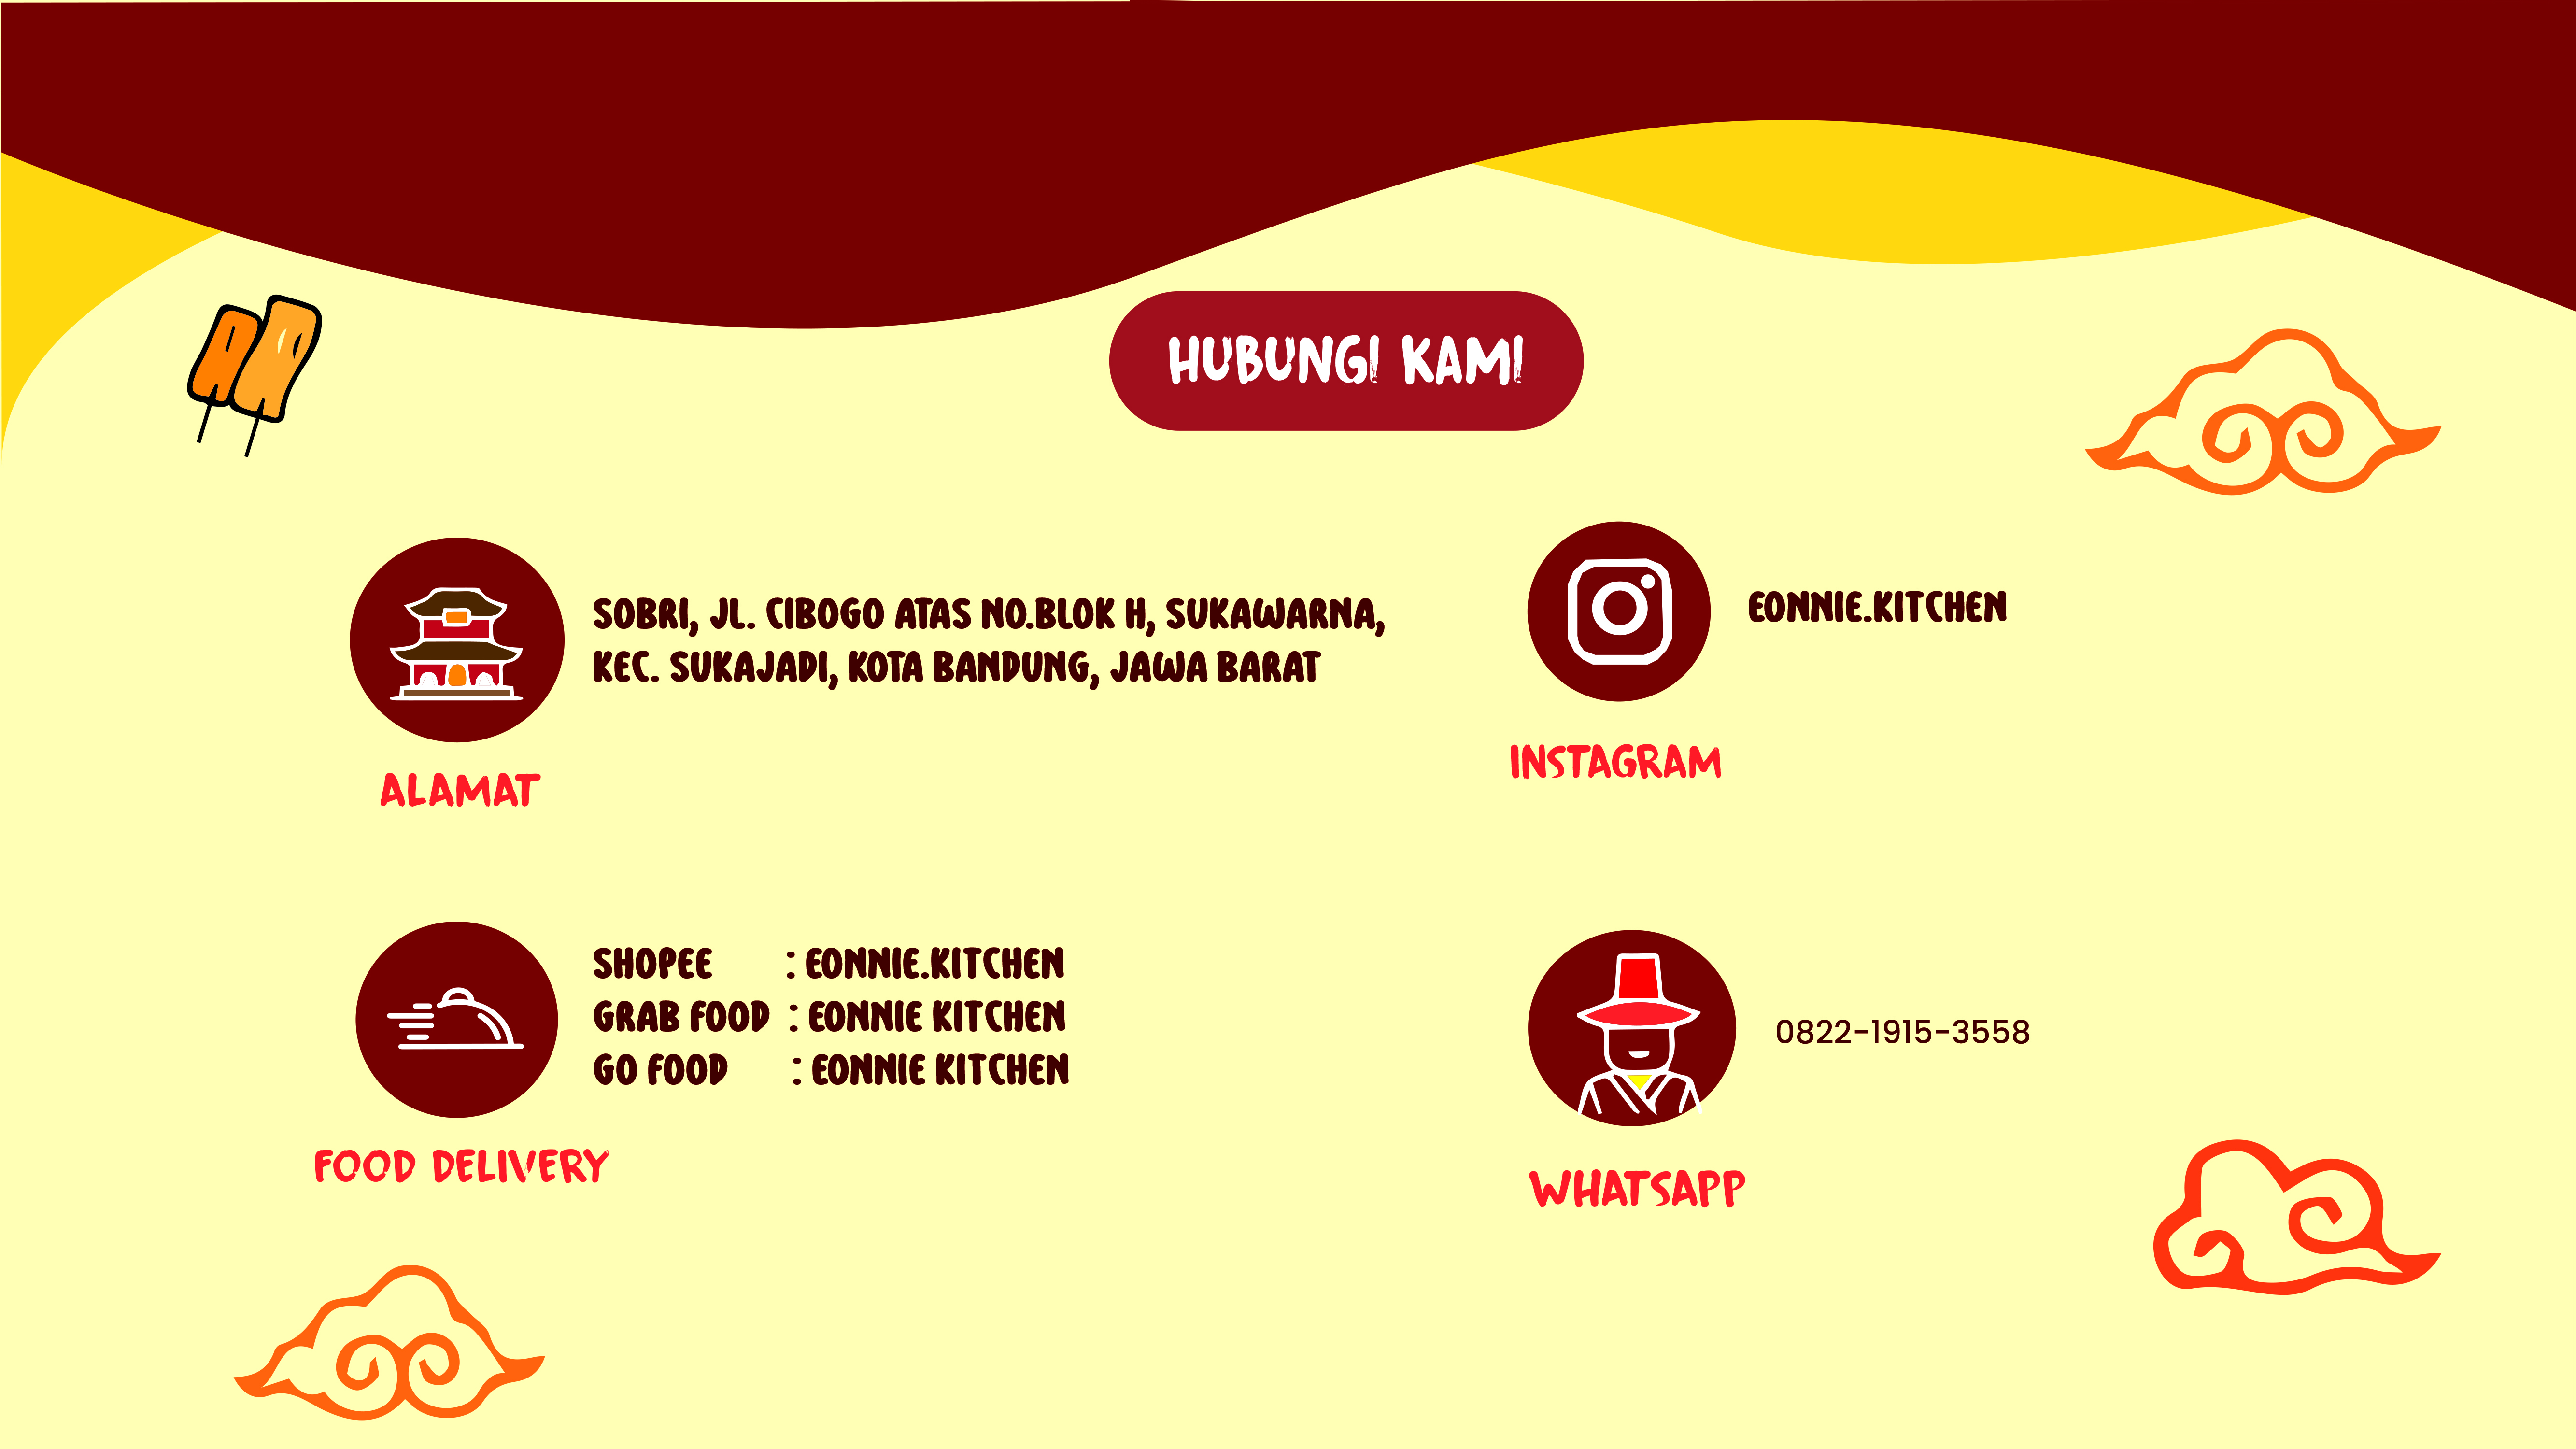 HUBUNGI KAMI
SOBRI, JL. CIBOGO ATAS NO.BLOK H, SUKAWARNA,
KEC. SUKAJADI, KOTA BANDUNG, JAWA BARAT
ALAMAT
EONNIE.KITCHEN
INSTAGRAM
SHOPEE : EONNIE.KITCHEN
GRAB FOOD : EONNIE KITCHEN
GO FOOD : EONNIE KITCHEN
FOOD DELIVERY
0822-1915-3558
WHATSAPP